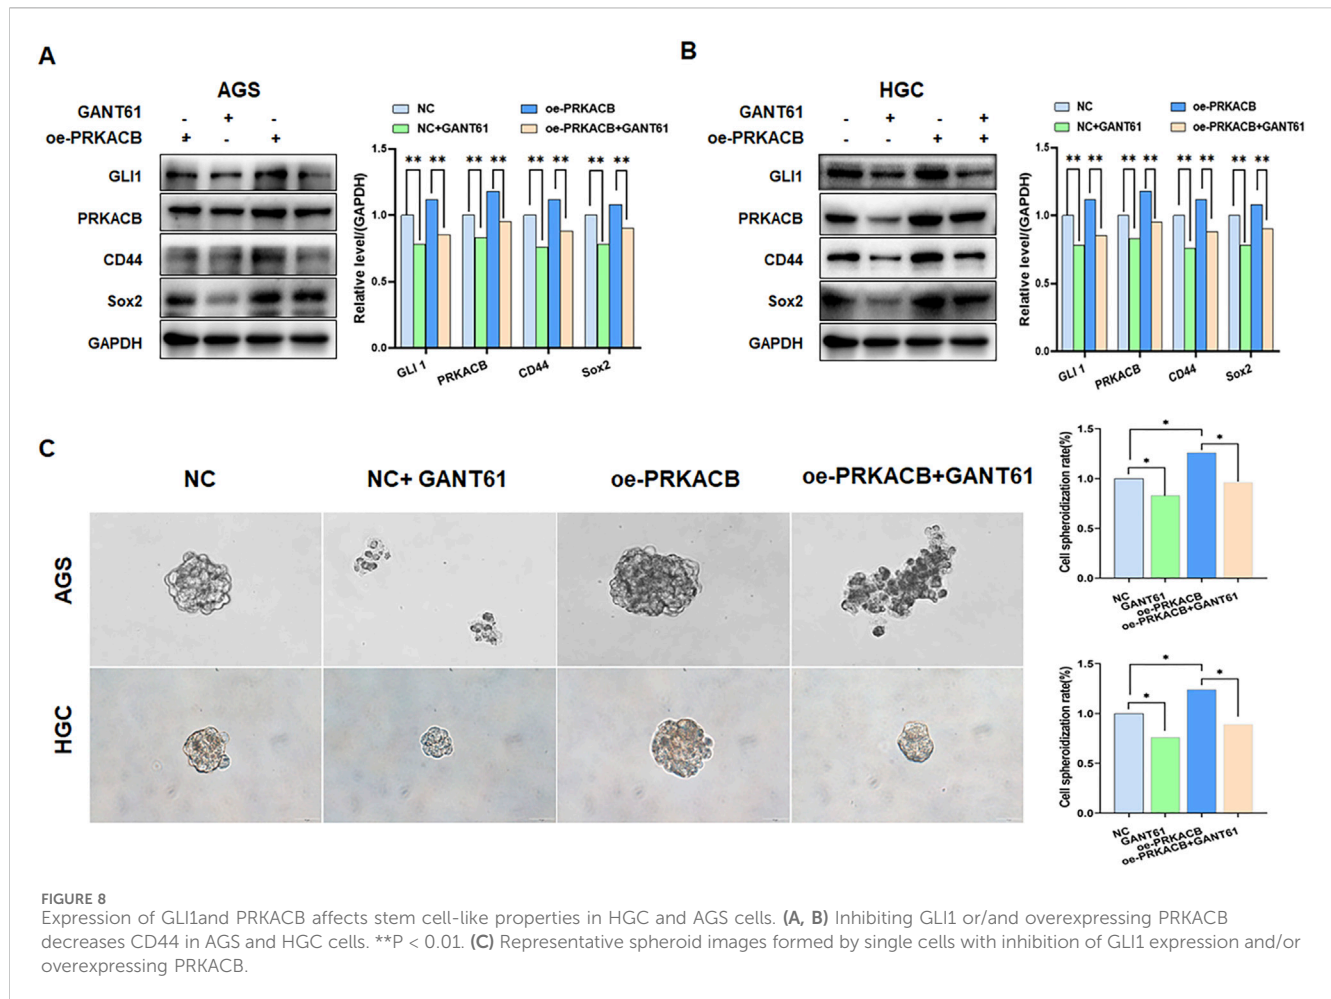 A
AGS
GANT61 - + -
oe-PRKACB + - +
GLI1
PRKACB
CD44
Sox2
GAPDH
NC
oe-PRKACB
NC+GANT61
oe-PRKACB+GANT61
Relative level/(GAPDH)
1.5
1.0
0.5
0.0
** ** ** ** ** ** ** **
GLI 1
PRKACB
CD44
Sox2
B
HGC
GANT61 - + - +
oe-PRKACB - - + +
GLI1
PRKACB
CD44
Sox2
GAPDH
NC
oe-PRKACB
NC+GANT61
oe-PRKACB+GANT61
Relative level/(GAPDH)
1.5
1.0
0.5
0.0
** ** ** ** ** ** ** **
GLI 1
PRKACB
CD44
Sox2
C
NC
NC+ GANT61
oe-PRKACB
oe-PRKACB+GANT61
AGS
HGC
Cell spheroidization rate(%)
1.5
1.0
0.5
0.0
* * *
NC
GANT61
oe-PRKACB
oe-PRKACB+GANT61
Cell spheroidization rate(%)
1.5
1.0
0.5
0.0
* * *
NC
GANT61
oe-PRKACB
oe-PRKACB+GANT61
FIGURE 8
Expression of GLI1and PRKACB affects stem cell-like properties in HGC and AGS cells. (A, B) Inhibiting GLI1 or/and overexpressing PRKACB
decreases CD44 in AGS and HGC cells. **P < 0.01. (C) Representative spheroid images formed by single cells with inhibition of GLI1 expression and/or
overexpressing PRKACB.